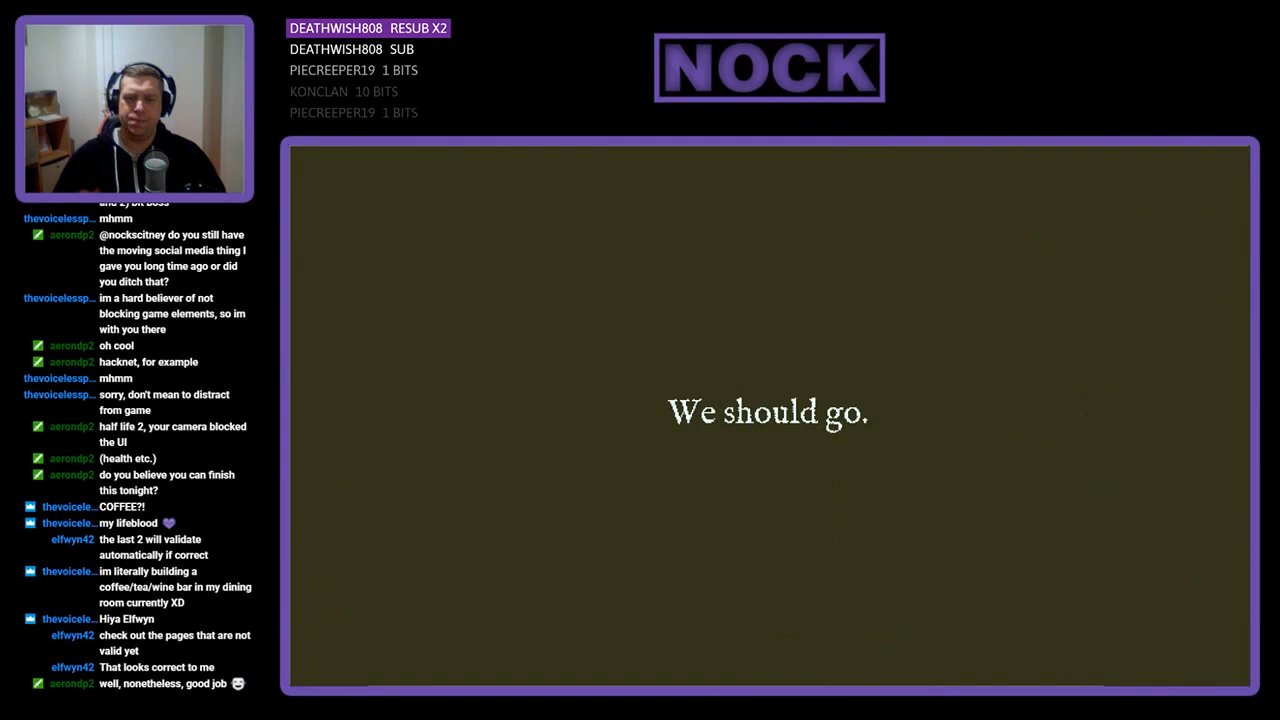 DEATHWISH808 RESUB X2
DEATHWISH808 SUB
PIECREEPER19 1 BITS
KONCLAN 10 BITS
PIECREEPER19 1 BITS
NOCK
We should go.
and 2) bit boss
thevoicelessp... mhmm
aerondp2 @nockscitney do you still have
the moving social media thing I
gave you long time ago or did
you ditch that?
thevoicelessp... im a hard believer of not
blocking game elements, so im
with you there
aerondp2 oh cool
aerondp2 hacknet, for example
thevoicelessp... mhmm
thevoicelessp... sorry, don't mean to distract
from game
aerondp2 half life 2, your camera blocked
the UI
aerondp2 (health etc.)
aerondp2 do you believe you can finish
this tonight?
thevoicele... COFFEE?!
thevoicele... my lifeblood
elfwyn42 the last 2 will validate
automatically if correct
thevoicele... im literally building a
coffee/tea/wine bar in my dining
room currently XD
thevoicele... Hiya Elfwyn
elfwyn42 check out the pages that are not
valid yet
elfwyn42 That looks correct to me
aerondp2 well, nonetheless, good job